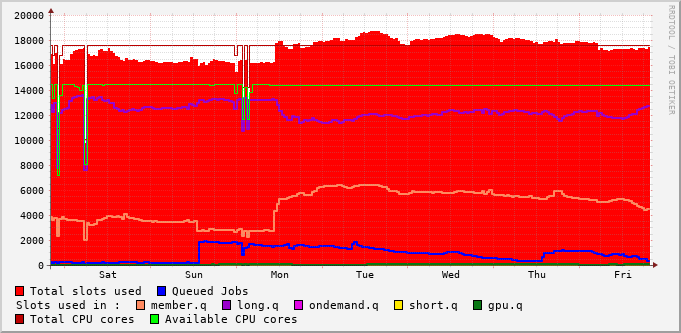 20000
18000
16000
14000
12000
10000
8000
6000
4000
2000
0
Sat Sun Mon Tue Wed Thu Fri
RRDTOOL / TOBI OETIKER
Total slots used Queued Jobs
Slots used in : member.q long.q ondemand.q short.q gpu.q
Total CPU cores Available CPU cores